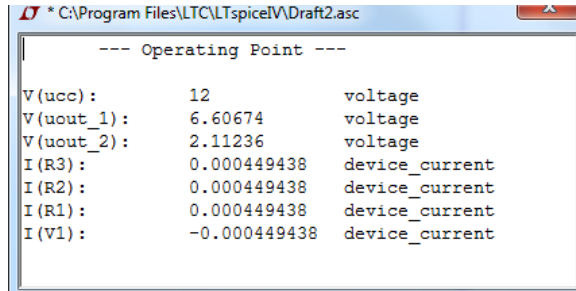 * C:\Program Files\LTC\LTspiceIV\Draft2.asc
--- Operating Point ---
V(ucc): 12 voltage
V(uout_1): 6.60674 voltage
V(uout_2): 2.11236 voltage
I(R3): 0.000449438 device_current
I(R2): 0.000449438 device_current
I(R1): 0.000449438 device_current
I(V1): -0.000449438 device_current